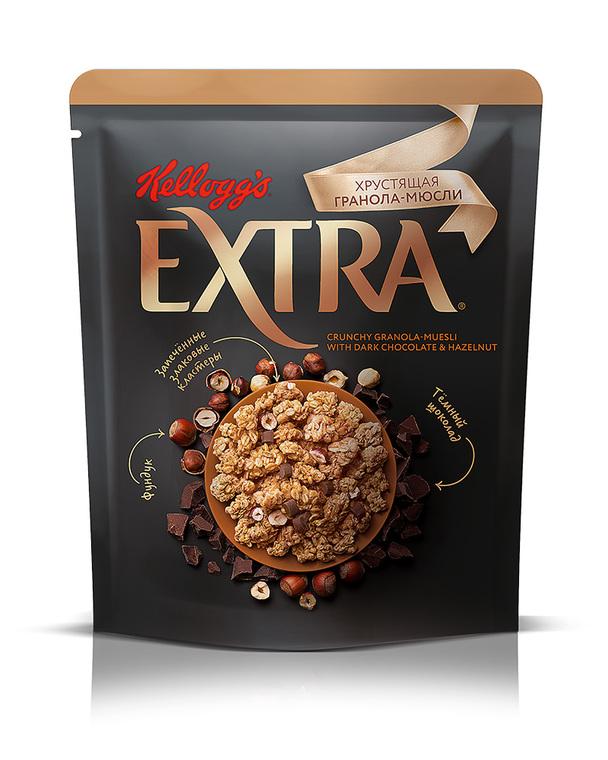 Kellogg's
ХРУСТЯЩАЯ
ГРАНОЛА-МЮСЛИ
EXTRA®
CRUNCHY GRANOLA-MUESLI
WITH DARK CHOCOLATE & HAZELNUT
Запечённые
злаковые
кластеры
Тёмный
шоколад
Фундук